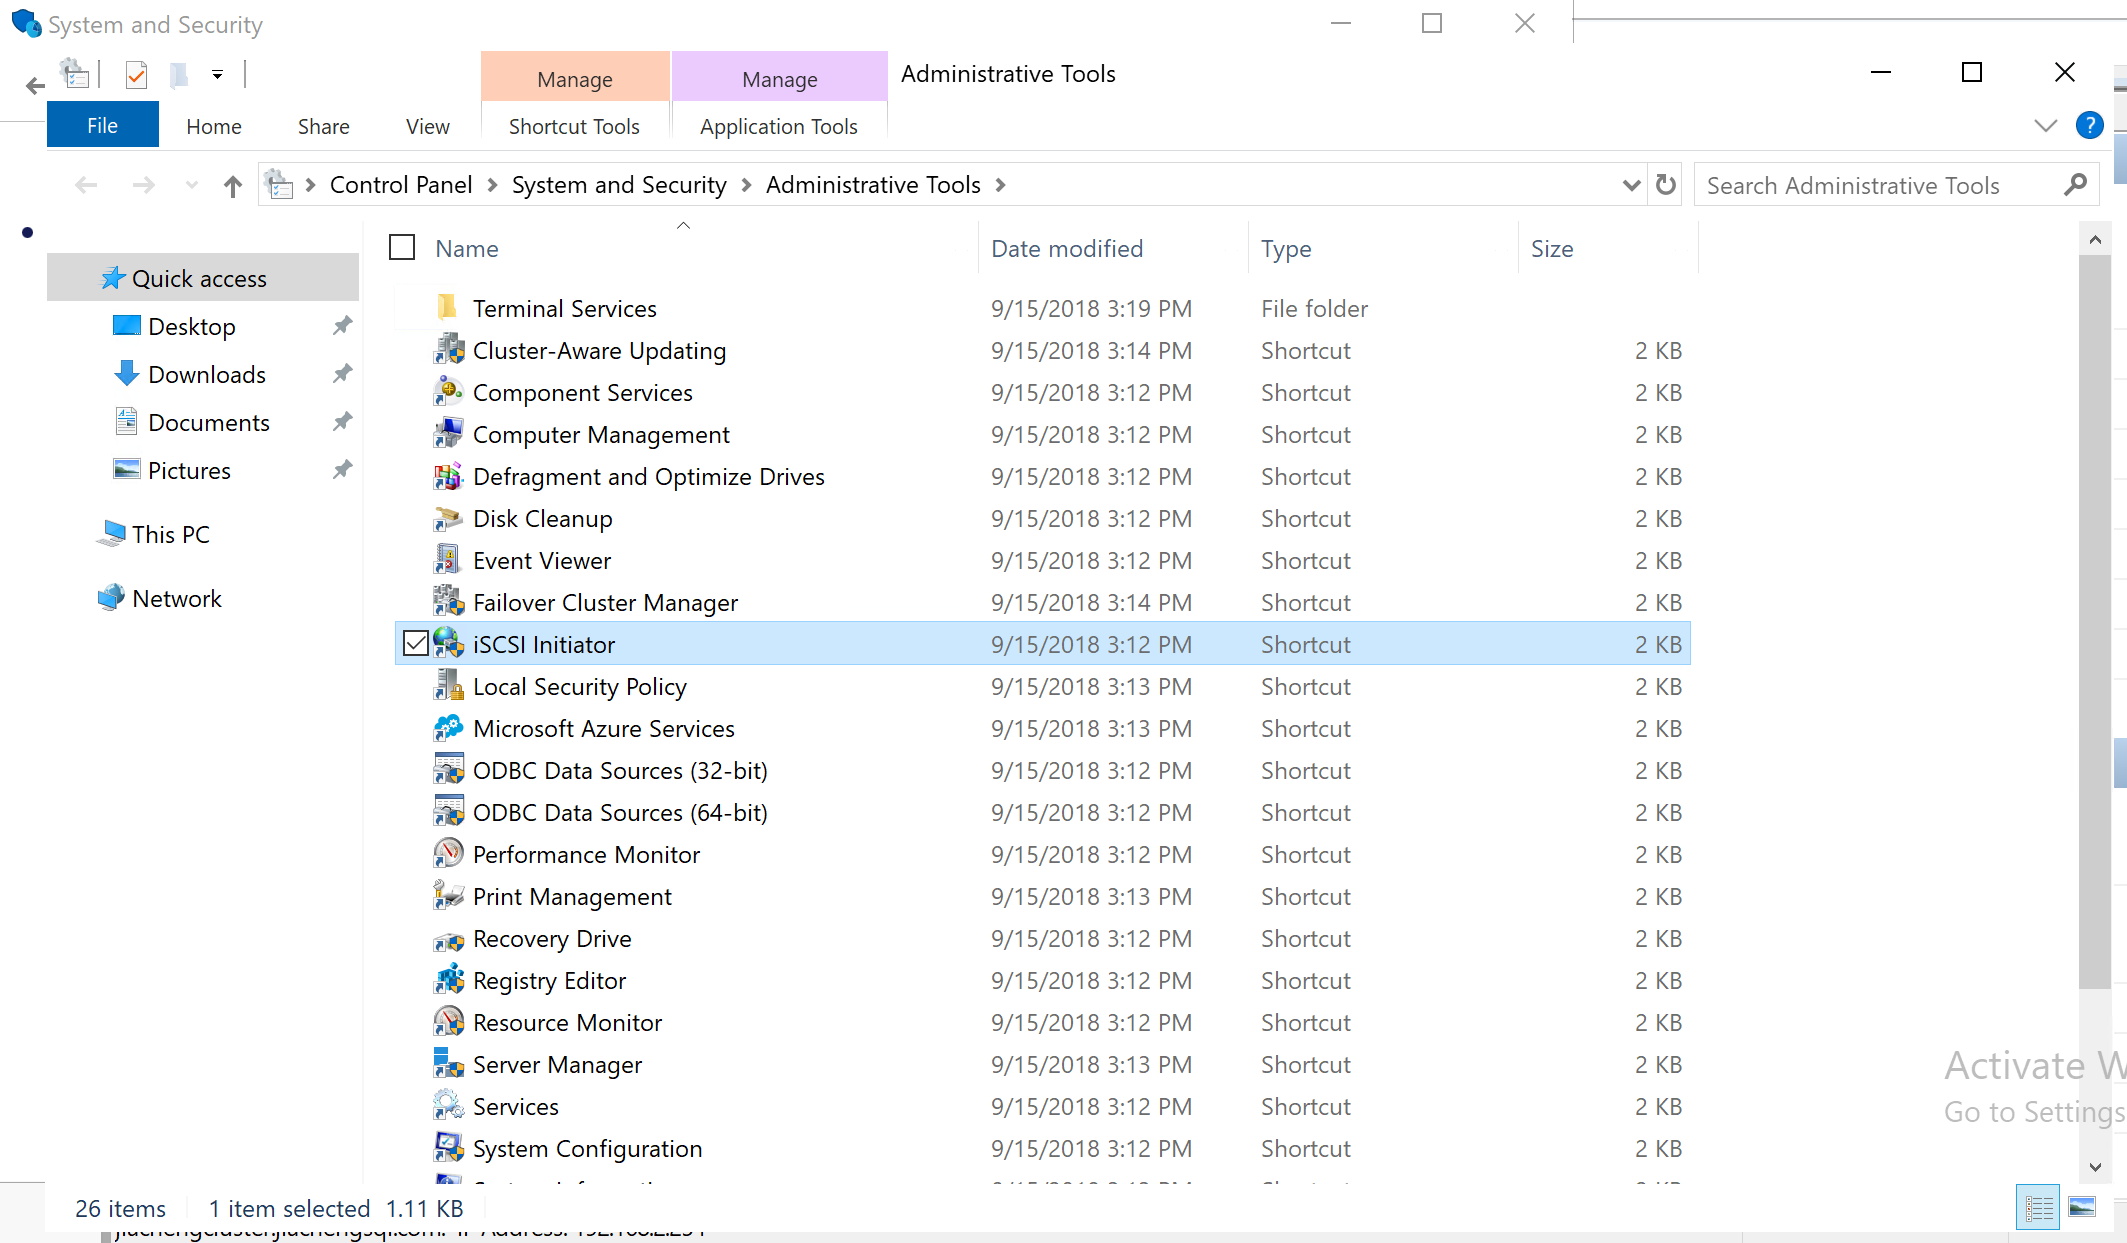 System and Security
Manage
Manage
Administrative Tools
File
Home
Share
View
Shortcut Tools
Application Tools
Control Panel
System and Security
Administrative Tools
Search Administrative Tools
Name
Date modified
Type
Size
Quick access
Desktop
Downloads
Documents
Pictures
This PC
Network
Terminal Services 9/15/2018 3:19 PM File folder
Cluster-Aware Updating 9/15/2018 3:14 PM Shortcut 2 KB
Component Services 9/15/2018 3:12 PM Shortcut 2 KB
Computer Management 9/15/2018 3:12 PM Shortcut 2 KB
Defragment and Optimize Drives 9/15/2018 3:12 PM Shortcut 2 KB
Disk Cleanup 9/15/2018 3:12 PM Shortcut 2 KB
Event Viewer 9/15/2018 3:12 PM Shortcut 2 KB
Failover Cluster Manager 9/15/2018 3:14 PM Shortcut 2 KB
iSCSI Initiator 9/15/2018 3:12 PM Shortcut 2 KB
Local Security Policy 9/15/2018 3:13 PM Shortcut 2 KB
Microsoft Azure Services 9/15/2018 3:13 PM Shortcut 2 KB
ODBC Data Sources (32-bit) 9/15/2018 3:12 PM Shortcut 2 KB
ODBC Data Sources (64-bit) 9/15/2018 3:12 PM Shortcut 2 KB
Performance Monitor 9/15/2018 3:12 PM Shortcut 2 KB
Print Management 9/15/2018 3:13 PM Shortcut 2 KB
Recovery Drive 9/15/2018 3:12 PM Shortcut 2 KB
Registry Editor 9/15/2018 3:12 PM Shortcut 2 KB
Resource Monitor 9/15/2018 3:12 PM Shortcut 2 KB
Server Manager 9/15/2018 3:13 PM Shortcut 2 KB
Services 9/15/2018 3:12 PM Shortcut 2 KB
System Configuration 9/15/2018 3:12 PM Shortcut 2 KB
Activate W
Go to Settings
26 items
1 item selected 1.11 KB